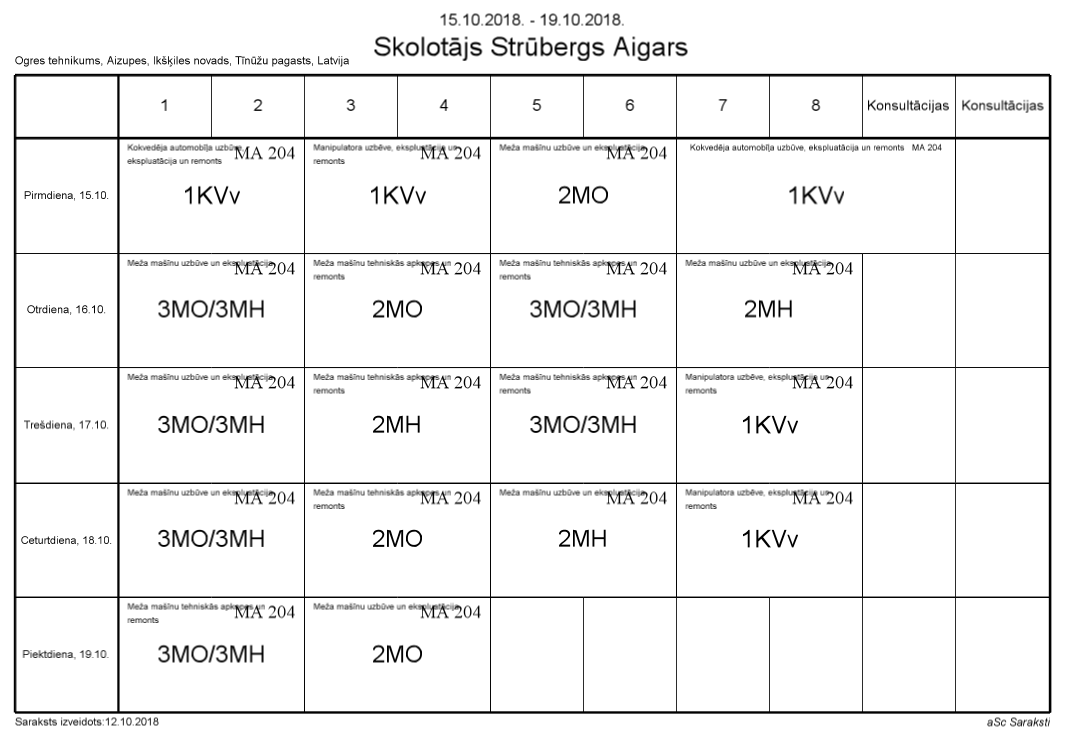 15.10.2018. - 19.10.2018.
Skolotājs Strūbergs Aigars
Ogres tehnikums, Aizupes, Ikšķiles novads, Tīnūžu pagasts, Latvija
1 2 3 4 5 6 7 8 Konsultācijas Konsultācijas
Pirmdiena, 15.10.
Kokvedēja automobīļa uzbūve, MA 204
ekspluatācija un remonts
1KVv
Manipulatora uzbēve, ekspluatācija un MA 204
remonts
1KVv
Meža mašīnu uzbūve un ekspluatācija MA 204
2MO
Kokvedēja automobīļa uzbūve, ekspluatācija un remonts MA 204
1KVv
Otrdiena, 16.10.
Meža mašīnu uzbūve un ekspluatācija MA 204
3MO/3MH
Meža mašīnu tehniskās apkopes un MA 204
remonts
2MO
Meža mašīnu tehniskās apkopes un MA 204
remonts
3MO/3MH
Meža mašīnu uzbūve un ekspluatācija MA 204
2MH
Trešdiena, 17.10.
Meža mašīnu uzbūve un ekspluatācija MA 204
3MO/3MH
Meža mašīnu tehniskās apkopes un MA 204
remonts
2MH
Meža mašīnu tehniskās apkopes un MA 204
remonts
3MO/3MH
Manipulatora uzbēve, ekspluatācija un MA 204
remonts
1KVv
Ceturtdiena, 18.10.
Meža mašīnu uzbūve un ekspluatācija MA 204
3MO/3MH
Meža mašīnu tehniskās apkopes un MA 204
remonts
2MO
Meža mašīnu uzbūve un ekspluatācija MA 204
2MH
Manipulatora uzbēve, ekspluatācija un MA 204
remonts
1KVv
Piektdiena, 19.10.
Meža mašīnu tehniskās apkopes un MA 204
remonts
3MO/3MH
Meža mašīnu uzbūve un ekspluatācija MA 204
2MO
Saraksts izveidots:12.10.2018
aSc Saraksti